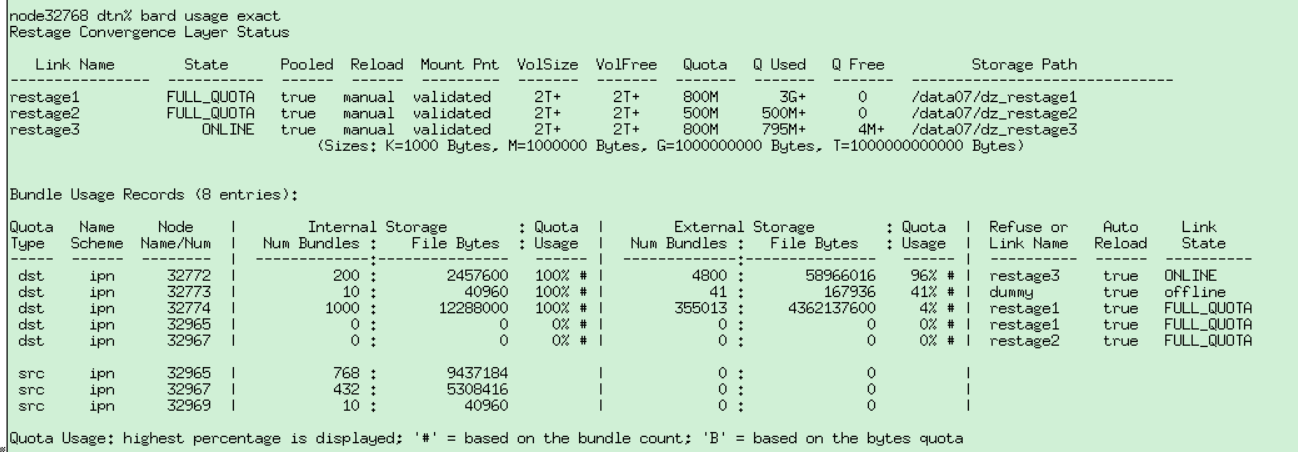 node32768 dtn% bard usage exact
Restage Convergence Layer Status
Link Name State Pooled Reload Mount Pnt VolSize VolFree Quota Q Used Q Free Storage Path
--------------- ---------- ------ ------ --------- ------- ------- ------- ------- ------- ------------------------------
restage1 FULL_QUOTA true manual validated 2T+ 2T+ 800M 3G+ 0 /data07/dz_restage1
restage2 FULL_QUOTA true manual validated 2T+ 2T+ 500M 500M+ 0 /data07/dz_restage2
restage3 ONLINE true manual validated 2T+ 2T+ 800M 795M+ 4M+ /data07/dz_restage3
(Sizes: K=1000 Bytes, M=1000000 Bytes, G=1000000000 Bytes, T=1000000000000 Bytes)
Bundle Usage Records (8 entries):
Quota Name Node | Internal Storage : Quota | External Storage : Quota | Refuse or Auto Link
Type Scheme Name/Num | Num Bundles : File Bytes : Usage | Num Bundles : File Bytes : Usage | Link Name Reload State
----- ------ -------- | -------------:--------------- ------ | -------------:--------------- ------ | ---------- ------ ----------
dst ipn 32772 | 200 : 2457600 100% # | 4800 : 58966016 96% # | restage3 true ONLINE
dst ipn 32773 | 10 : 40960 100% # | 41 : 167936 41% # | dummy true offline
dst ipn 32774 | 1000 : 12288000 100% # | 355013 : 4362137600 4% # | restage1 true FULL_QUOTA
dst ipn 32965 | 0 : 0 0% # | 0 : 0 0% # | restage1 true FULL_QUOTA
dst ipn 32967 | 0 : 0 0% # | 0 : 0 0% # | restage2 true FULL_QUOTA
src ipn 32965 | 768 : 9437184 | 0 : 0 |
src ipn 32967 | 432 : 5308416 | 0 : 0 |
src ipn 32969 | 10 : 40960 | 0 : 0 |
Quota Usage: highest percentage is displayed; '#' = based on the bundle count; 'B' = based on the bytes quota